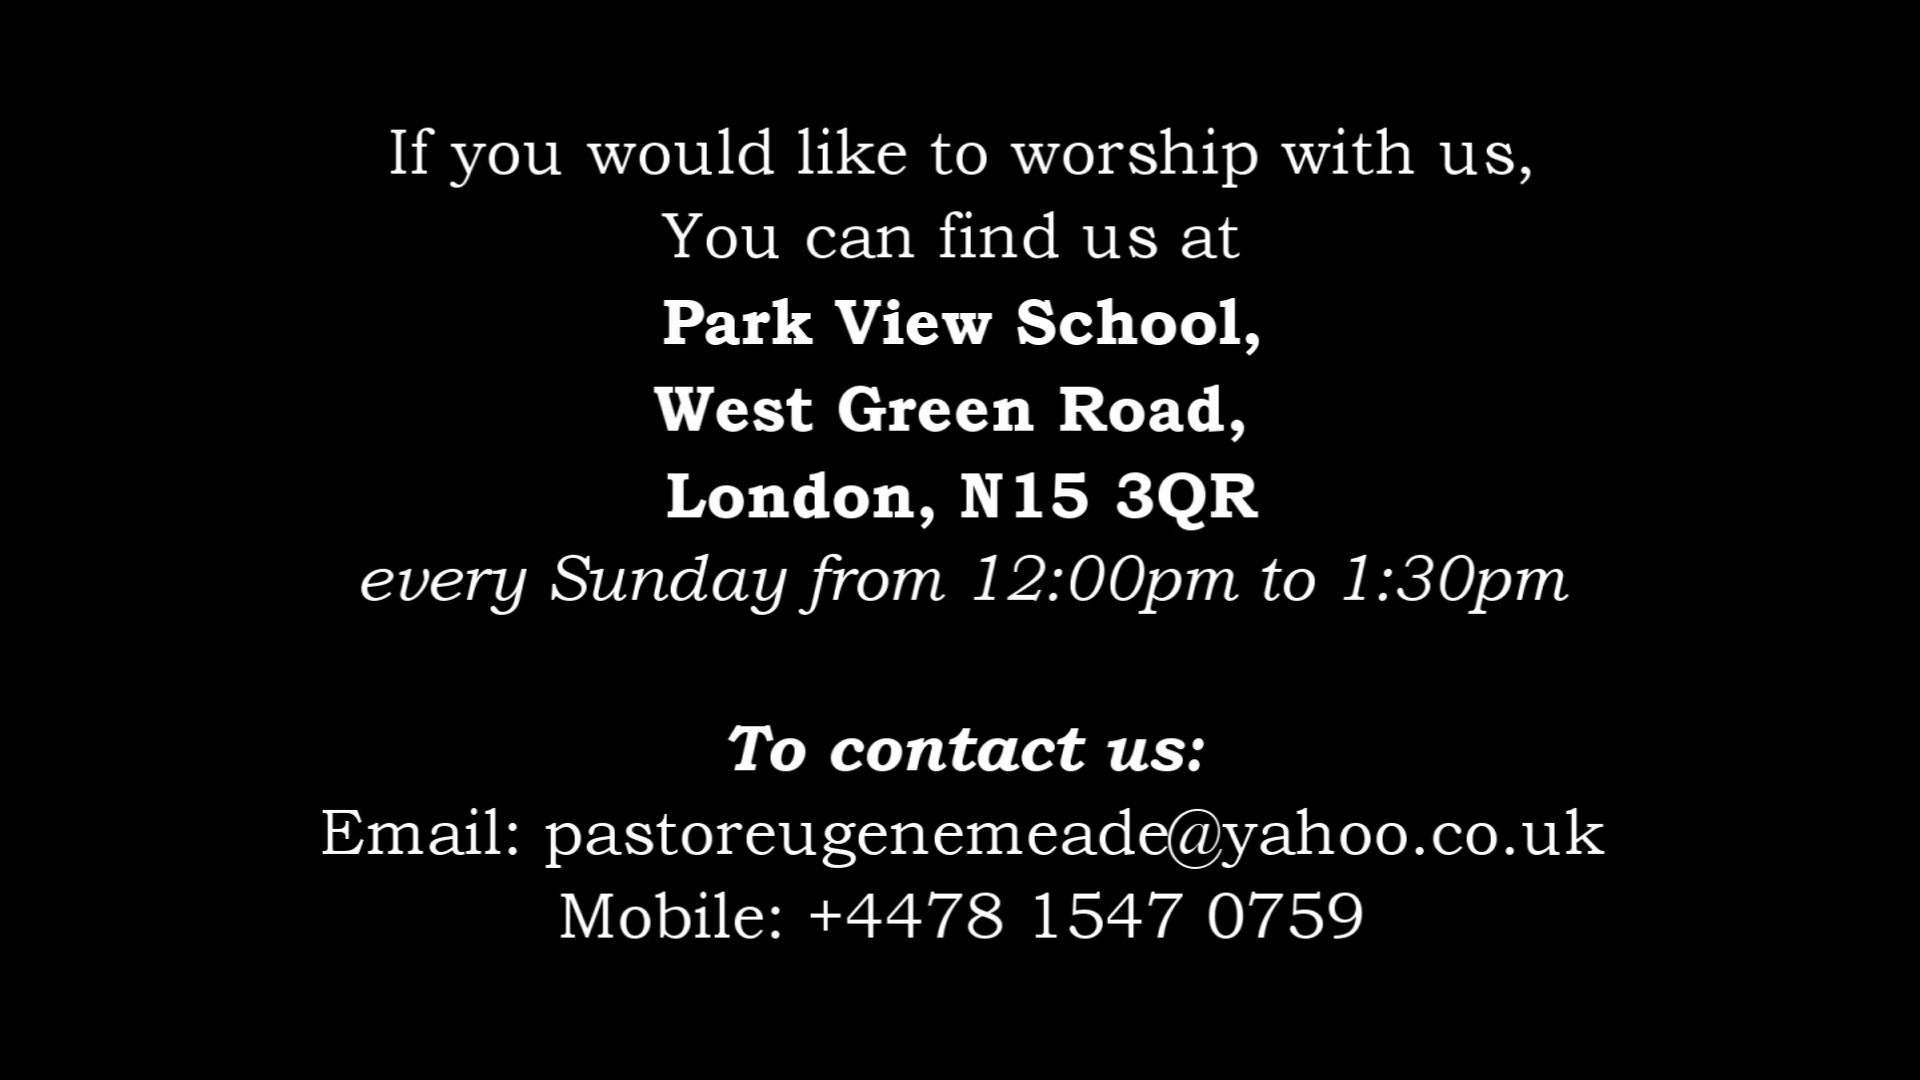 If you would like to worship with us,
You can find us at
Park View School,
West Green Road,
London, N15 3QR
every Sunday from 12:00pm to 1:30pm
To contact us:
Email: pastoreugenemeade@yahoo.co.uk
Mobile: +4478 1547 0759